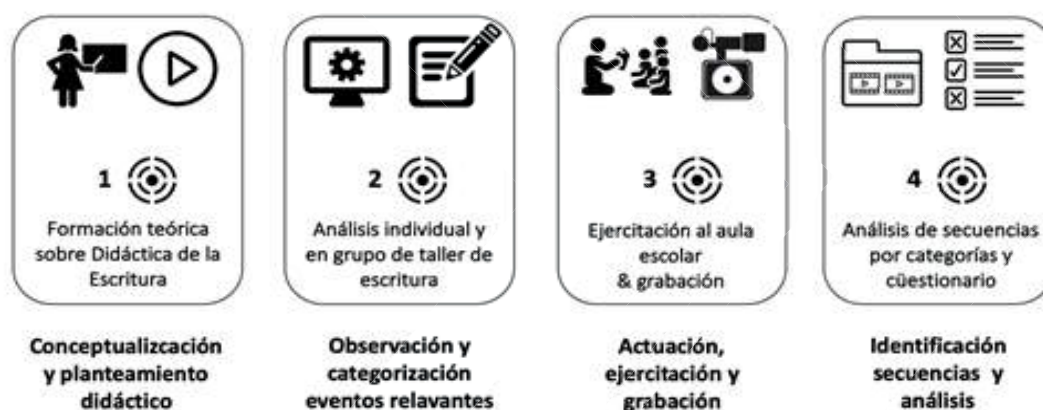 1
Formación teórica
sobre Didáctica de la
Escritura
Conceptualizcación
y planteamiento
didáctico
2
Análisis individual y
en grupo de taller de
escritura
Observación y
categorización
eventos relavantes
3
Ejercitación al aula
escolar
& grabación
Actuación,
ejercitación y
grabación
4
Análisis de secuencias
por categorías y
cüestionario
Identificación
secuencias y
análisis